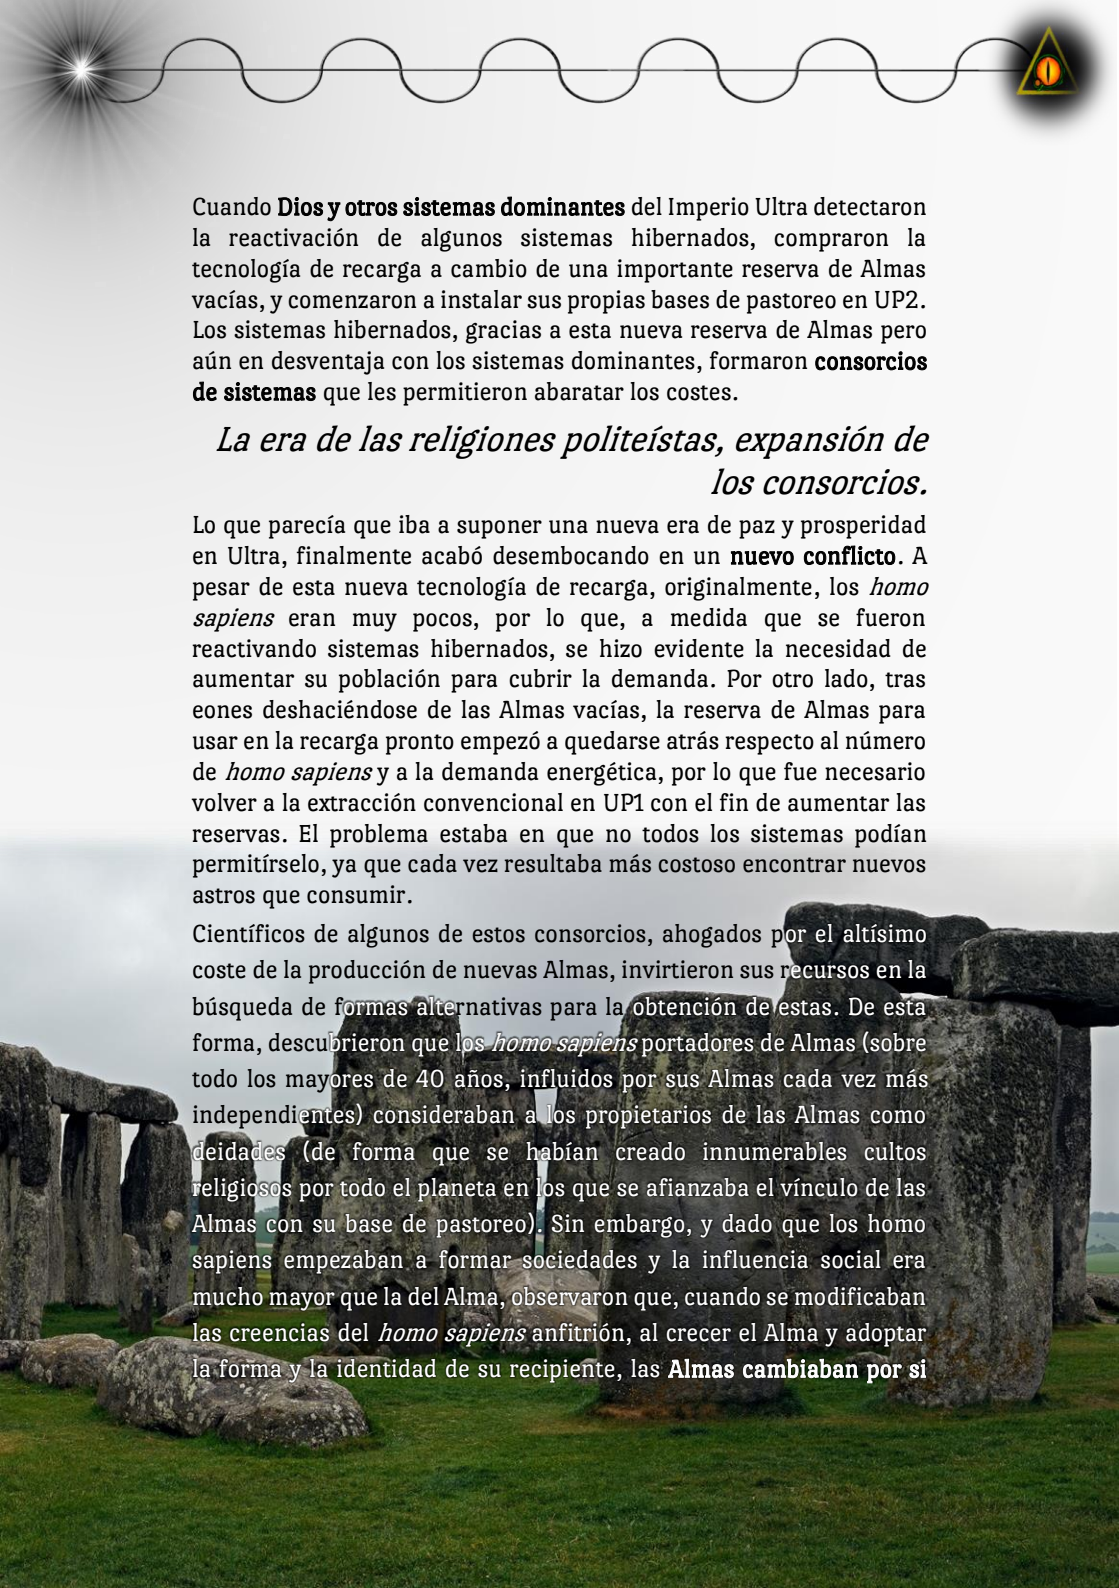 Cuando Dios y otros sistemas dominantes del Imperio Ultra detectaron
la reactivación de algunos sistemas hibernados, compraron la
tecnología de recarga a cambio de una importante reserva de Almas
vacías, y comenzaron a instalar sus propias bases de pastoreo en UP2.
Los sistemas hibernados, gracias a esta nueva reserva de Almas pero
aún en desventaja con los sistemas dominantes, formaron consorcios
de sistemas que les permitieron abaratar los costes.
La era de las religiones politeístas, expansión de
los consorcios.
Lo que parecía que iba a suponer una nueva era de paz y prosperidad
en Ultra, finalmente acabó desembocando en un nuevo conflicto. A
pesar de esta nueva tecnología de recarga, originalmente, los homo
sapiens eran muy pocos, por lo que, a medida que se fueron
reactivando sistemas hibernados, se hizo evidente la necesidad de
aumentar su población para cubrir la demanda. Por otro lado, tras
eones deshaciéndose de las Almas vacías, la reserva de Almas para
usar en la recarga pronto empezó a quedarse atrás respecto al número
de homo sapiens y a la demanda energética, por lo que fue necesario
volver a la extracción convencional en UP1 con el fin de aumentar las
reservas. El problema estaba en que no todos los sistemas podían
permitírselo, ya que cada vez resultaba más costoso encontrar nuevos
astros que consumir.
Científicos de algunos de estos consorcios, ahogados por el altísimo
coste de la producción de nuevas Almas, invirtieron sus recursos en la
búsqueda de formas alternativas para la obtención de estas. De esta
forma, descubrieron que los homo sapiens portadores de Almas (sobre
todo los mayores de 40 años, influidos por sus Almas cada vez más
independientes) consideraban a los propietarios de las Almas como
deidades (de forma que se habían creado innumerables cultos
religiosos por todo el planeta en los que se afianzaba el vínculo de las
Almas con su base de pastoreo). Sin embargo, y dado que los homo
sapiens empezaban a formar sociedades y la influencia social era
mucho mayor que la del Alma, observaron que, cuando se modificaban
las creencias del homo sapiens anfitrión, al crecer el Alma y adoptar
la forma y la identidad de su recipiente, las Almas cambiaban por si